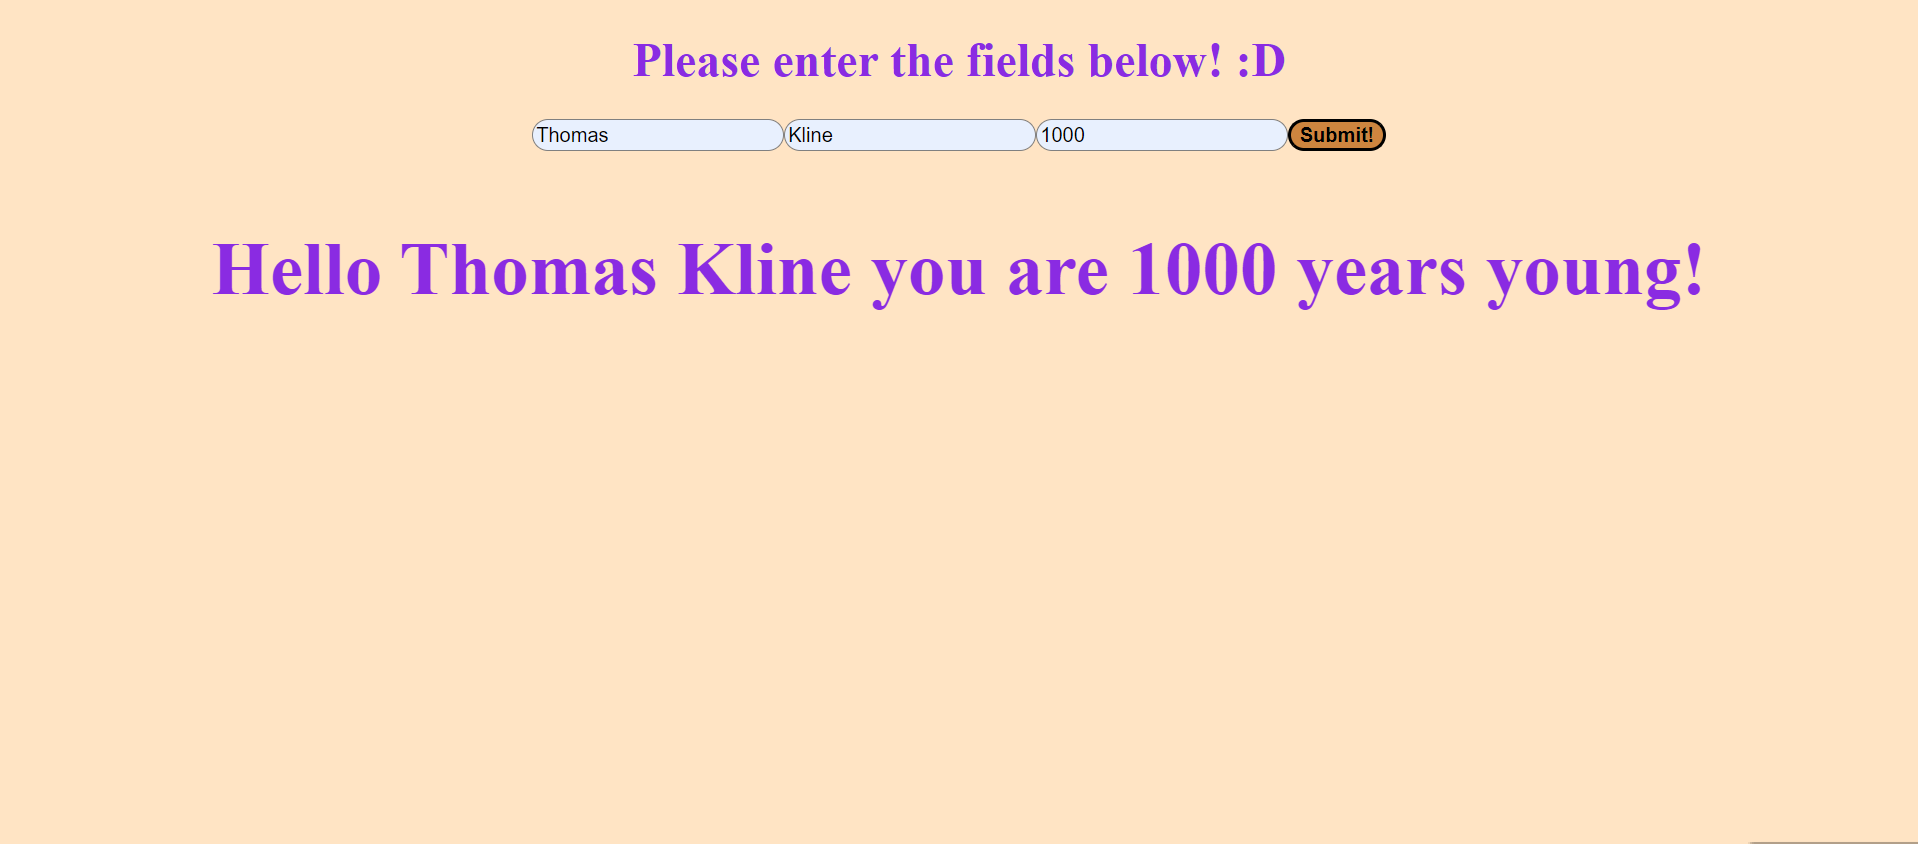 Please enter the fields below! :D
Thomas Kline 1000 Submit!
Hello Thomas Kline you are 1000 years young!